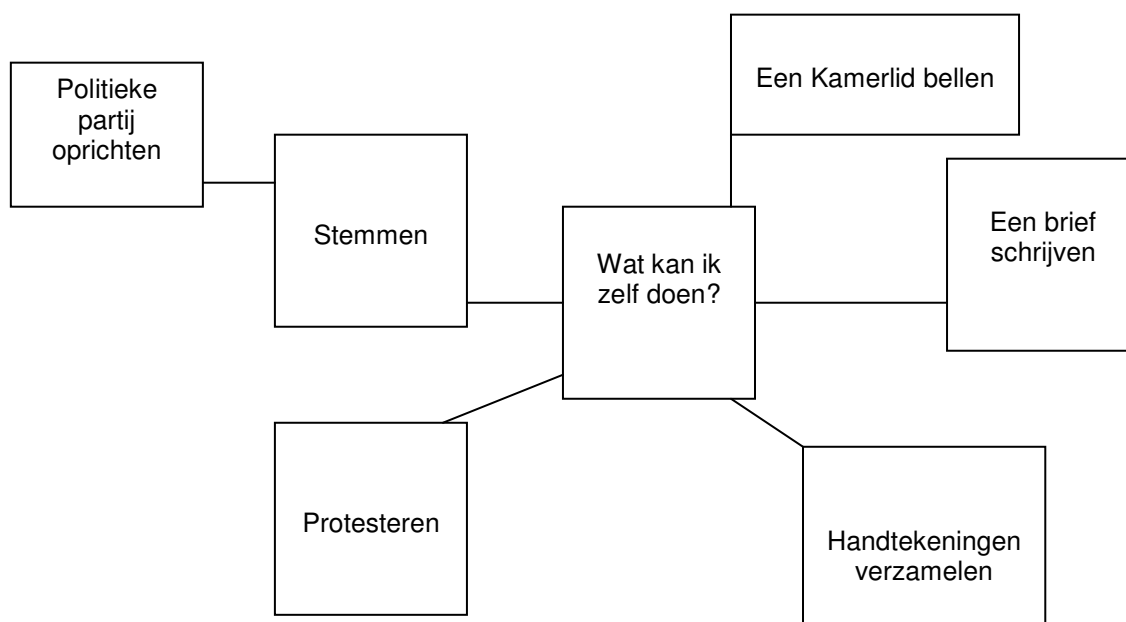 Een Kamerlid bellen
Politieke
partij
oprichten
Stemmen
Een brief
schrijven
Wat kan ik
zelf doen?
Protesteren
Handtekeningen
verzamelen